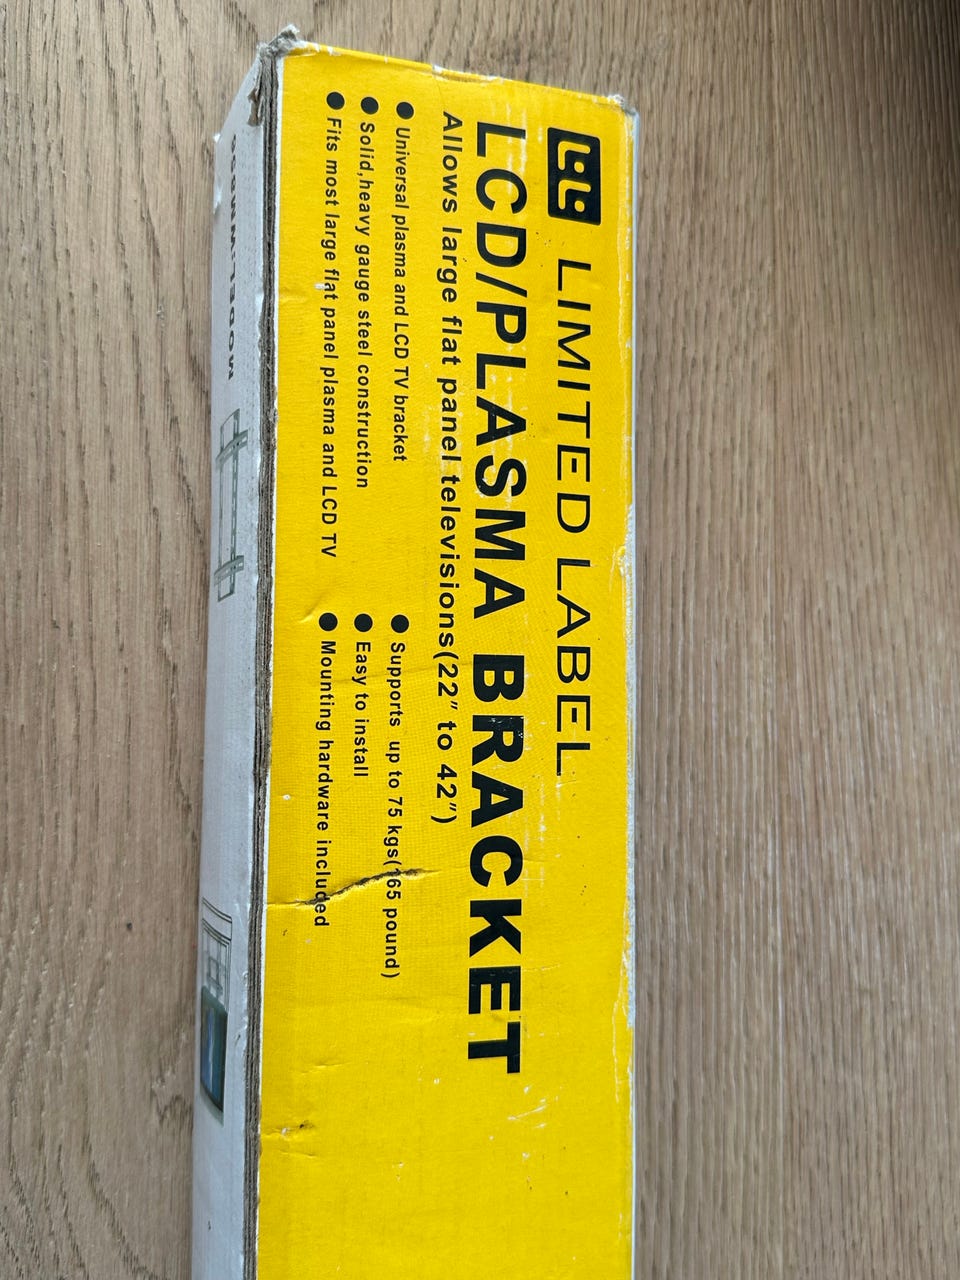 LIMITED LABEL
LCD/PLASMA BRACKET
Allows large flat panel televisions(22" to 42")
Universal plasma and LCD TV bracket
Solid,heavy gauge steel construction
Fits most large flat panel plasma and LCD TV
Supports up to 75 kgs(165 pound)
Easy to install
Mounting hardware included